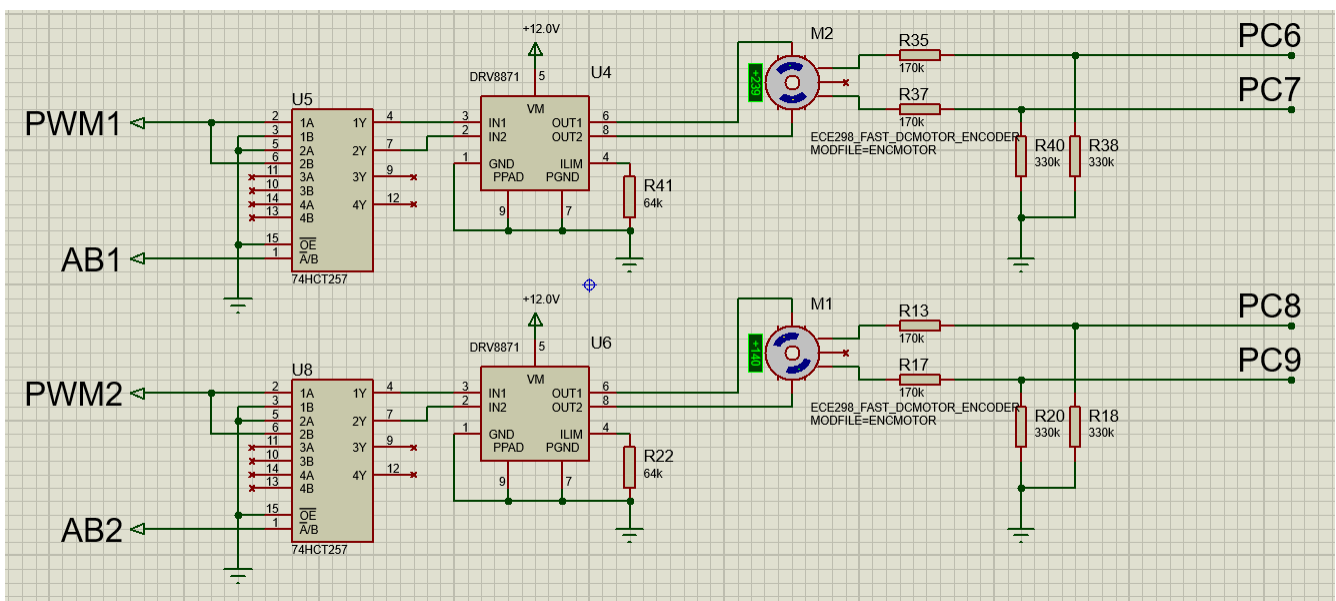 +12.0V
M2
PC6
R35
170k
DRV8871
5
U4
+239
PC7
R37
170k
U5
VM
PWM1
2 1A 1Y 4
3 IN1 OUT1 6
3 1B
2 IN2 OUT2 8
5 2A 2Y 7
6 2B
ECE298_FAST_DCMOTOR_ENCODER
MODFILE=ENCMOTOR
R40
330k
R38
330k
1 GND ILIM 4
PPAD PGND
11 3A 3Y 9
10 3B
14 4A 4Y 12
13 4B
R41
64k
9
7
15 OE
AB1
1 A/B
74HCT257
+12.0V
M1
PC8
R13
170k
DRV8871
5
U6
+140
PC9
R17
170k
U8
VM
PWM2
2 1A 1Y 4
3 IN1 OUT1 6
3 1B
2 IN2 OUT2 8
5 2A 2Y 7
6 2B
ECE298_FAST_DCMOTOR_ENCODER
MODFILE=ENCMOTOR
R20
330k
R18
330k
1 GND ILIM 4
PPAD PGND
11 3A 3Y 9
10 3B
14 4A 4Y 12
13 4B
R22
64k
9
7
15 OE
AB2
1 A/B
74HCT257